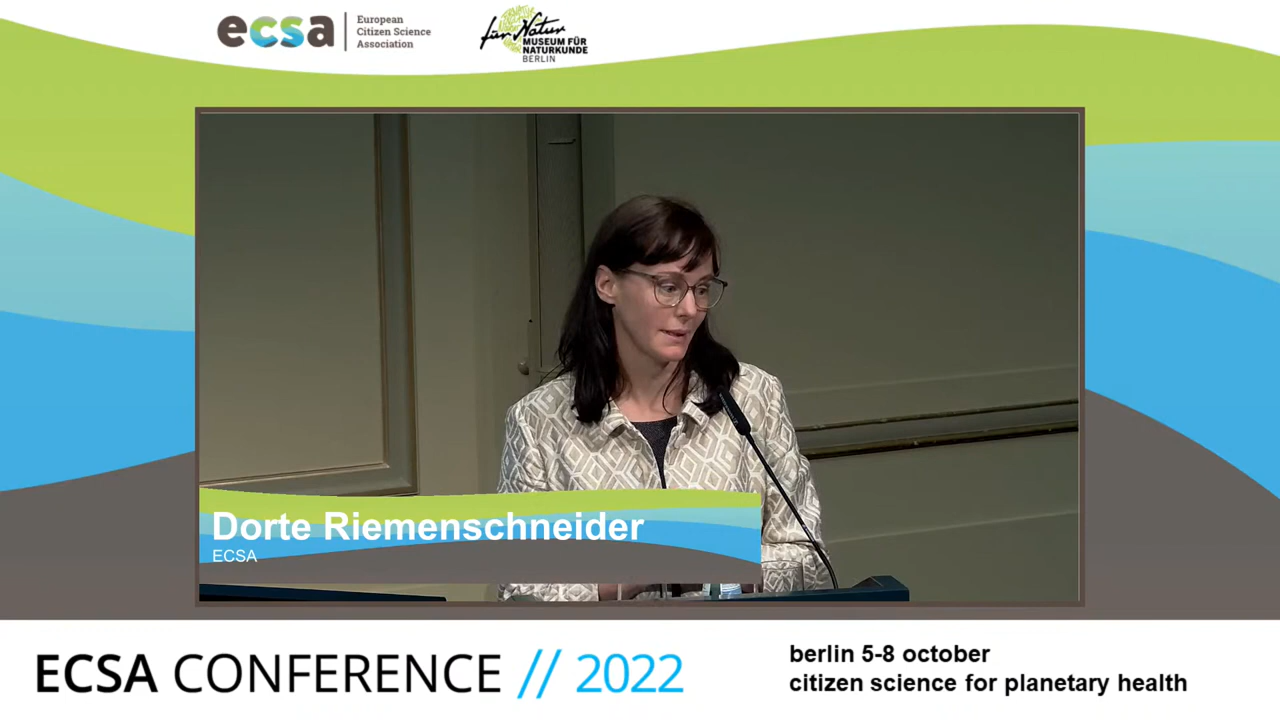 ecsa
European
Citizen Science
Association
für Natur
MUSEUM FÜR
NATURKUNDE
BERLIN
Dorte Riemenschneider
ECSA
ECSA CONFERENCE // 2022
berlin 5-8 october
citizen science for planetary health